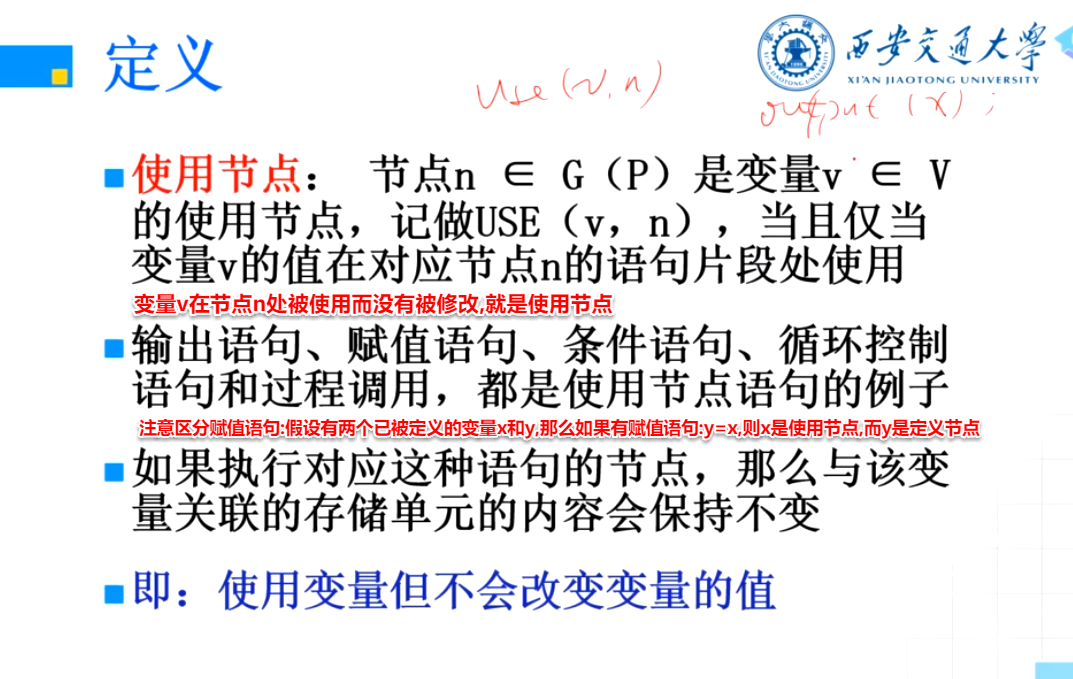 定义
西安交通大学
XI'AN JIAOTONG UNIVERSITY
use (v, n)
output (x) ;
使用节点： 节点n ∈ G（P）是变量v ∈ V
的使用节点，记做USE（v，n），当且仅当
变量v的值在对应节点n的语句片段处使用
变量v在节点n处被使用而没有被修改,就是使用节点
输出语句、赋值语句、条件语句、循环控制
语句和过程调用，都是使用节点语句的例子
注意区分赋值语句:假设有两个已被定义的变量x和y,那么如果有赋值语句:y=x,则x是使用节点,而y是定义节点
如果执行对应这种语句的节点，那么与该变
量关联的存储单元的内容会保持不变
即：使用变量但不会改变变量的值